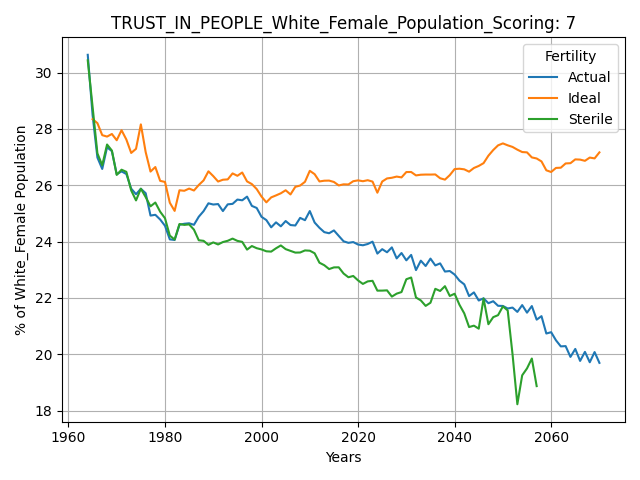 TRUST_IN_PEOPLE_White_Female_Population_Scoring: 7
Fertility
Actual
Ideal
Sterile
% of White_Female Population
30
28
26
24
22
20
18
1960
1980
2000
2020
2040
2060
Years